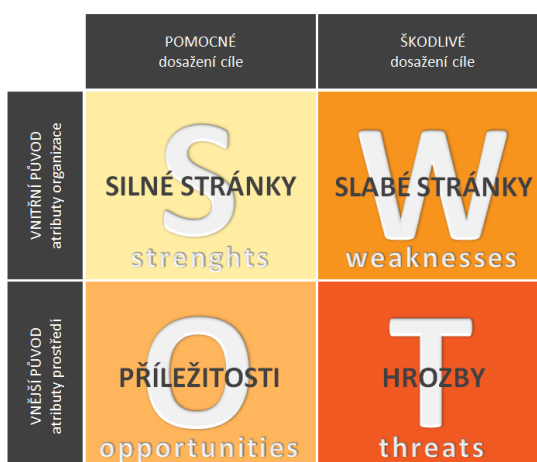 POMOCNÉ
dosažení cíle
ŠKODLIVÉ
dosažení cíle
VNITŘNÍ PŮVOD
atributy organizace
S
SILNÉ STRÁNKY
strenghts
W
SLABÉ STRÁNKY
weaknesses
VNĚJŠÍ PŮVOD
atributy prostředí
O
PŘÍLEŽITOSTI
opportunities
T
HROZBY
threats